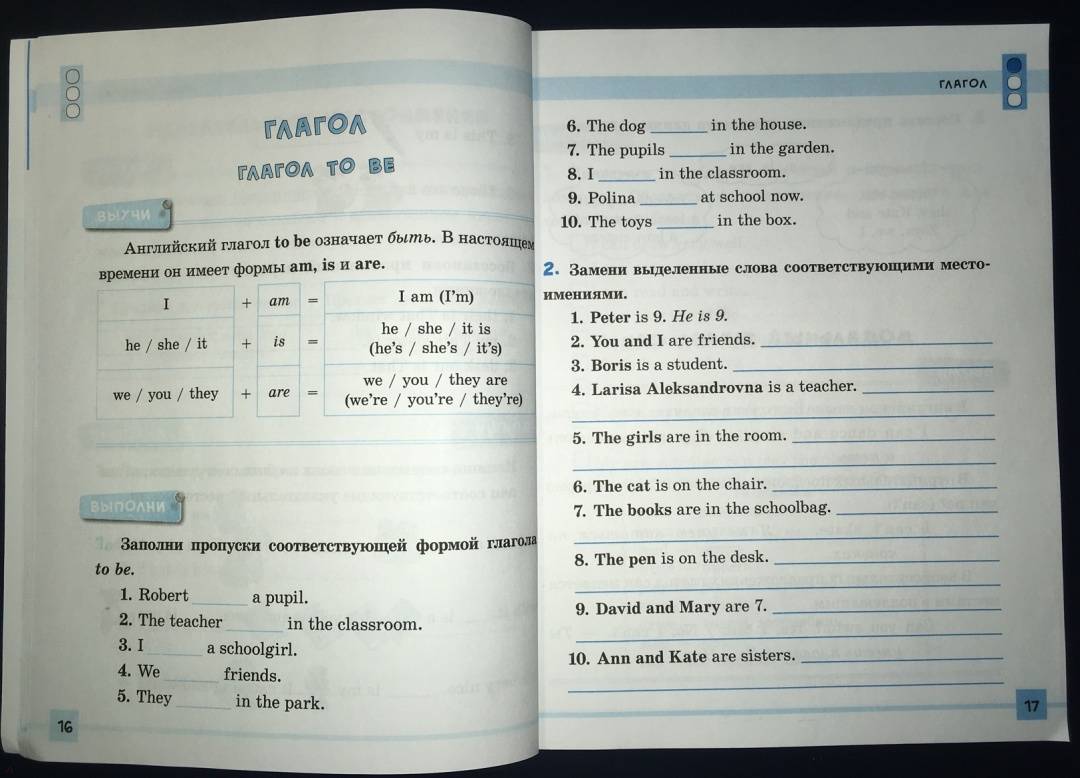 ГЛАГОЛ
ГЛАГОЛ TO BE
ВЫУЧИ
Английский глагол to be означает быть. В настоящем
времени он имеет формы am, is и are.
I + am = I am (I'm)
he / she / it + is = he / she / it is
(he's / she's / it's)
we / you / they + are = we / you / they are
(we're / you're / they're)
ВЫПОЛНИ
1. Заполни пропуски соответствующей формой глагола
to be.
1. Robert ______ a pupil.
2. The teacher ______ in the classroom.
3. I ______ a schoolgirl.
4. We ______ friends.
5. They ______ in the park.
16
ГЛАГОЛ
6. The dog ______ in the house.
7. The pupils ______ in the garden.
8. I ______ in the classroom.
9. Polina ______ at school now.
10. The toys ______ in the box.
2. Замени выделенные слова соответствующими место-
имениями.
1. Peter is 9. He is 9.
2. You and I are friends.
3. Boris is a student.
4. Larisa Aleksandrovna is a teacher.
5. The girls are in the room.
6. The cat is on the chair.
7. The books are in the schoolbag.
8. The pen is on the desk.
9. David and Mary are 7.
10. Ann and Kate are sisters.
17